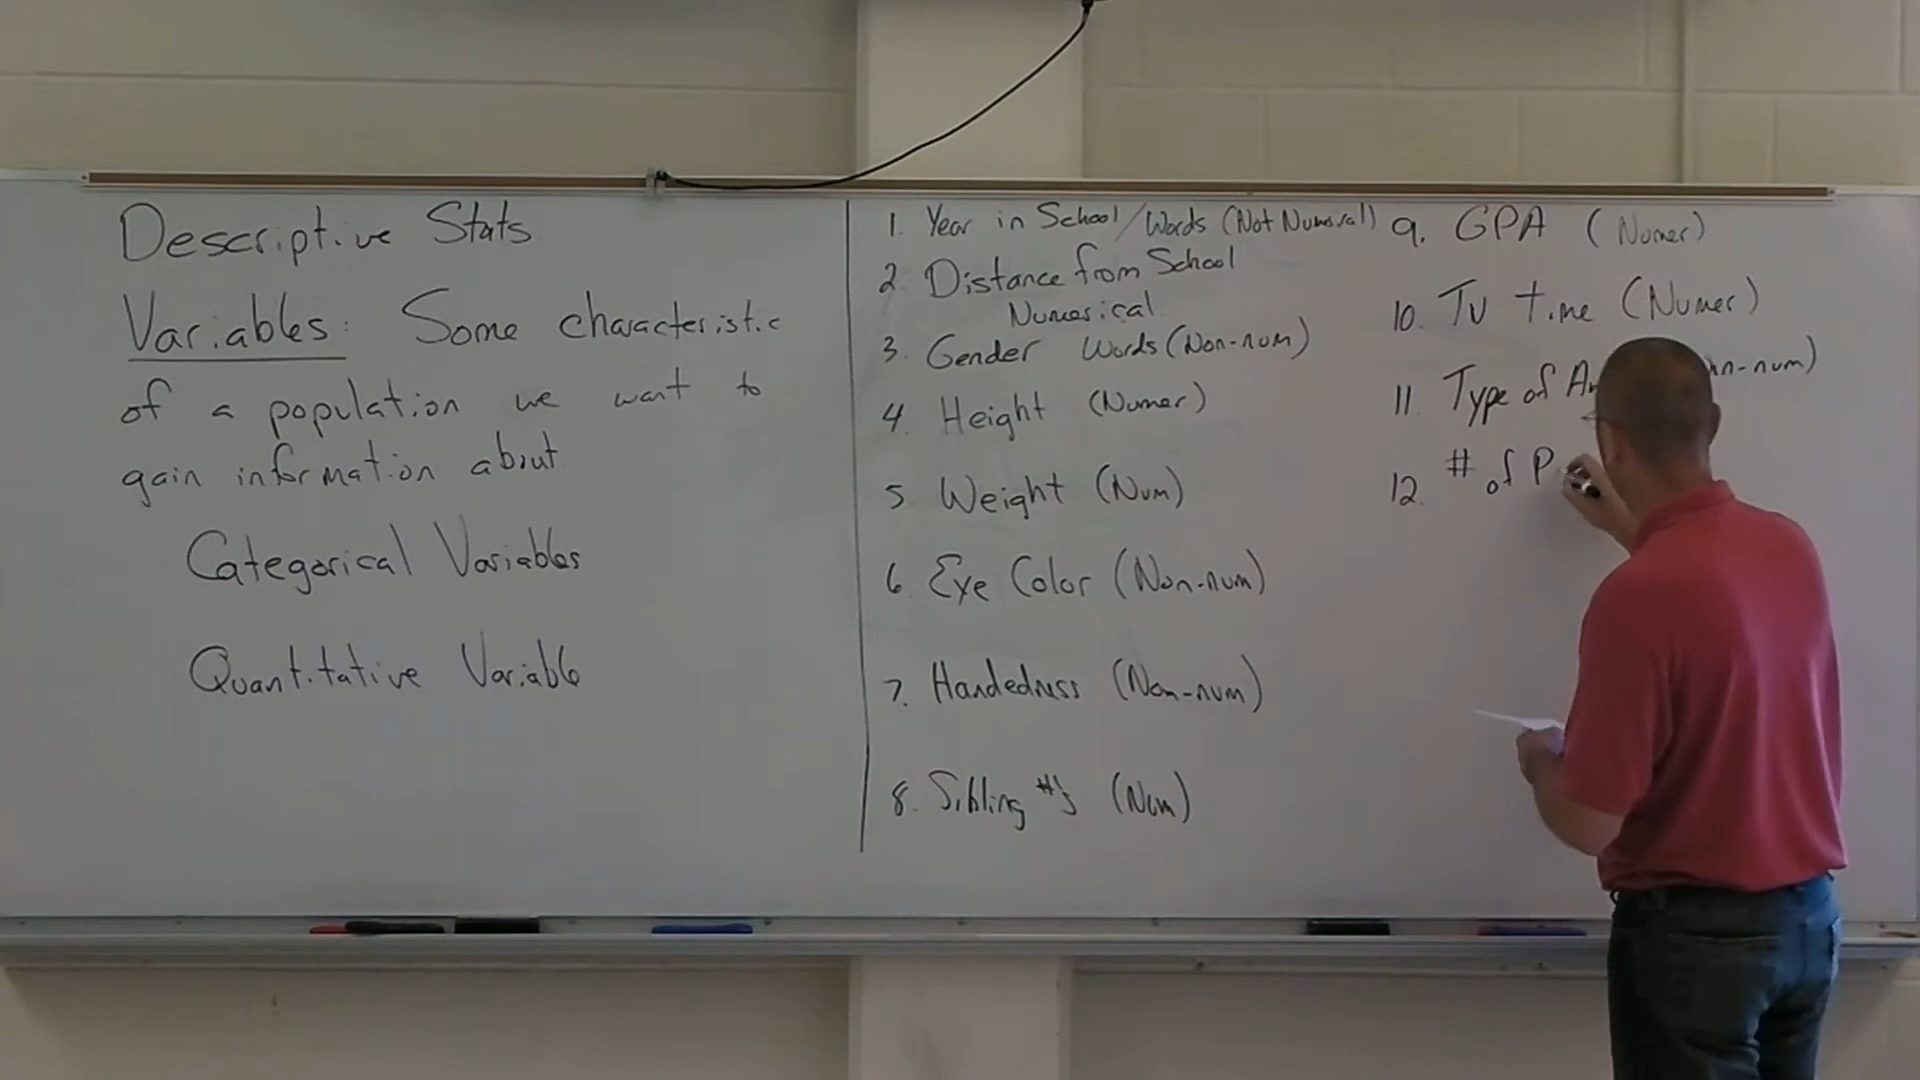 Descriptive Stats
Variables: Some characteristic
of a population we want to
gain information about
Categorical Variables
Quantitative Variable
1. Year in School/Words (Not Numerical)
2. Distance from School
Numerical
3. Gender Words (Non-num)
4. Height (Numer)
5. Weight (Num)
6. Eye Color (Non-num)
7. Handedness (Non-num)
8. Sibling #'s (Num)
9. GPA (Numer)
10. TV time (Numer)
11. Type of
12. # of P